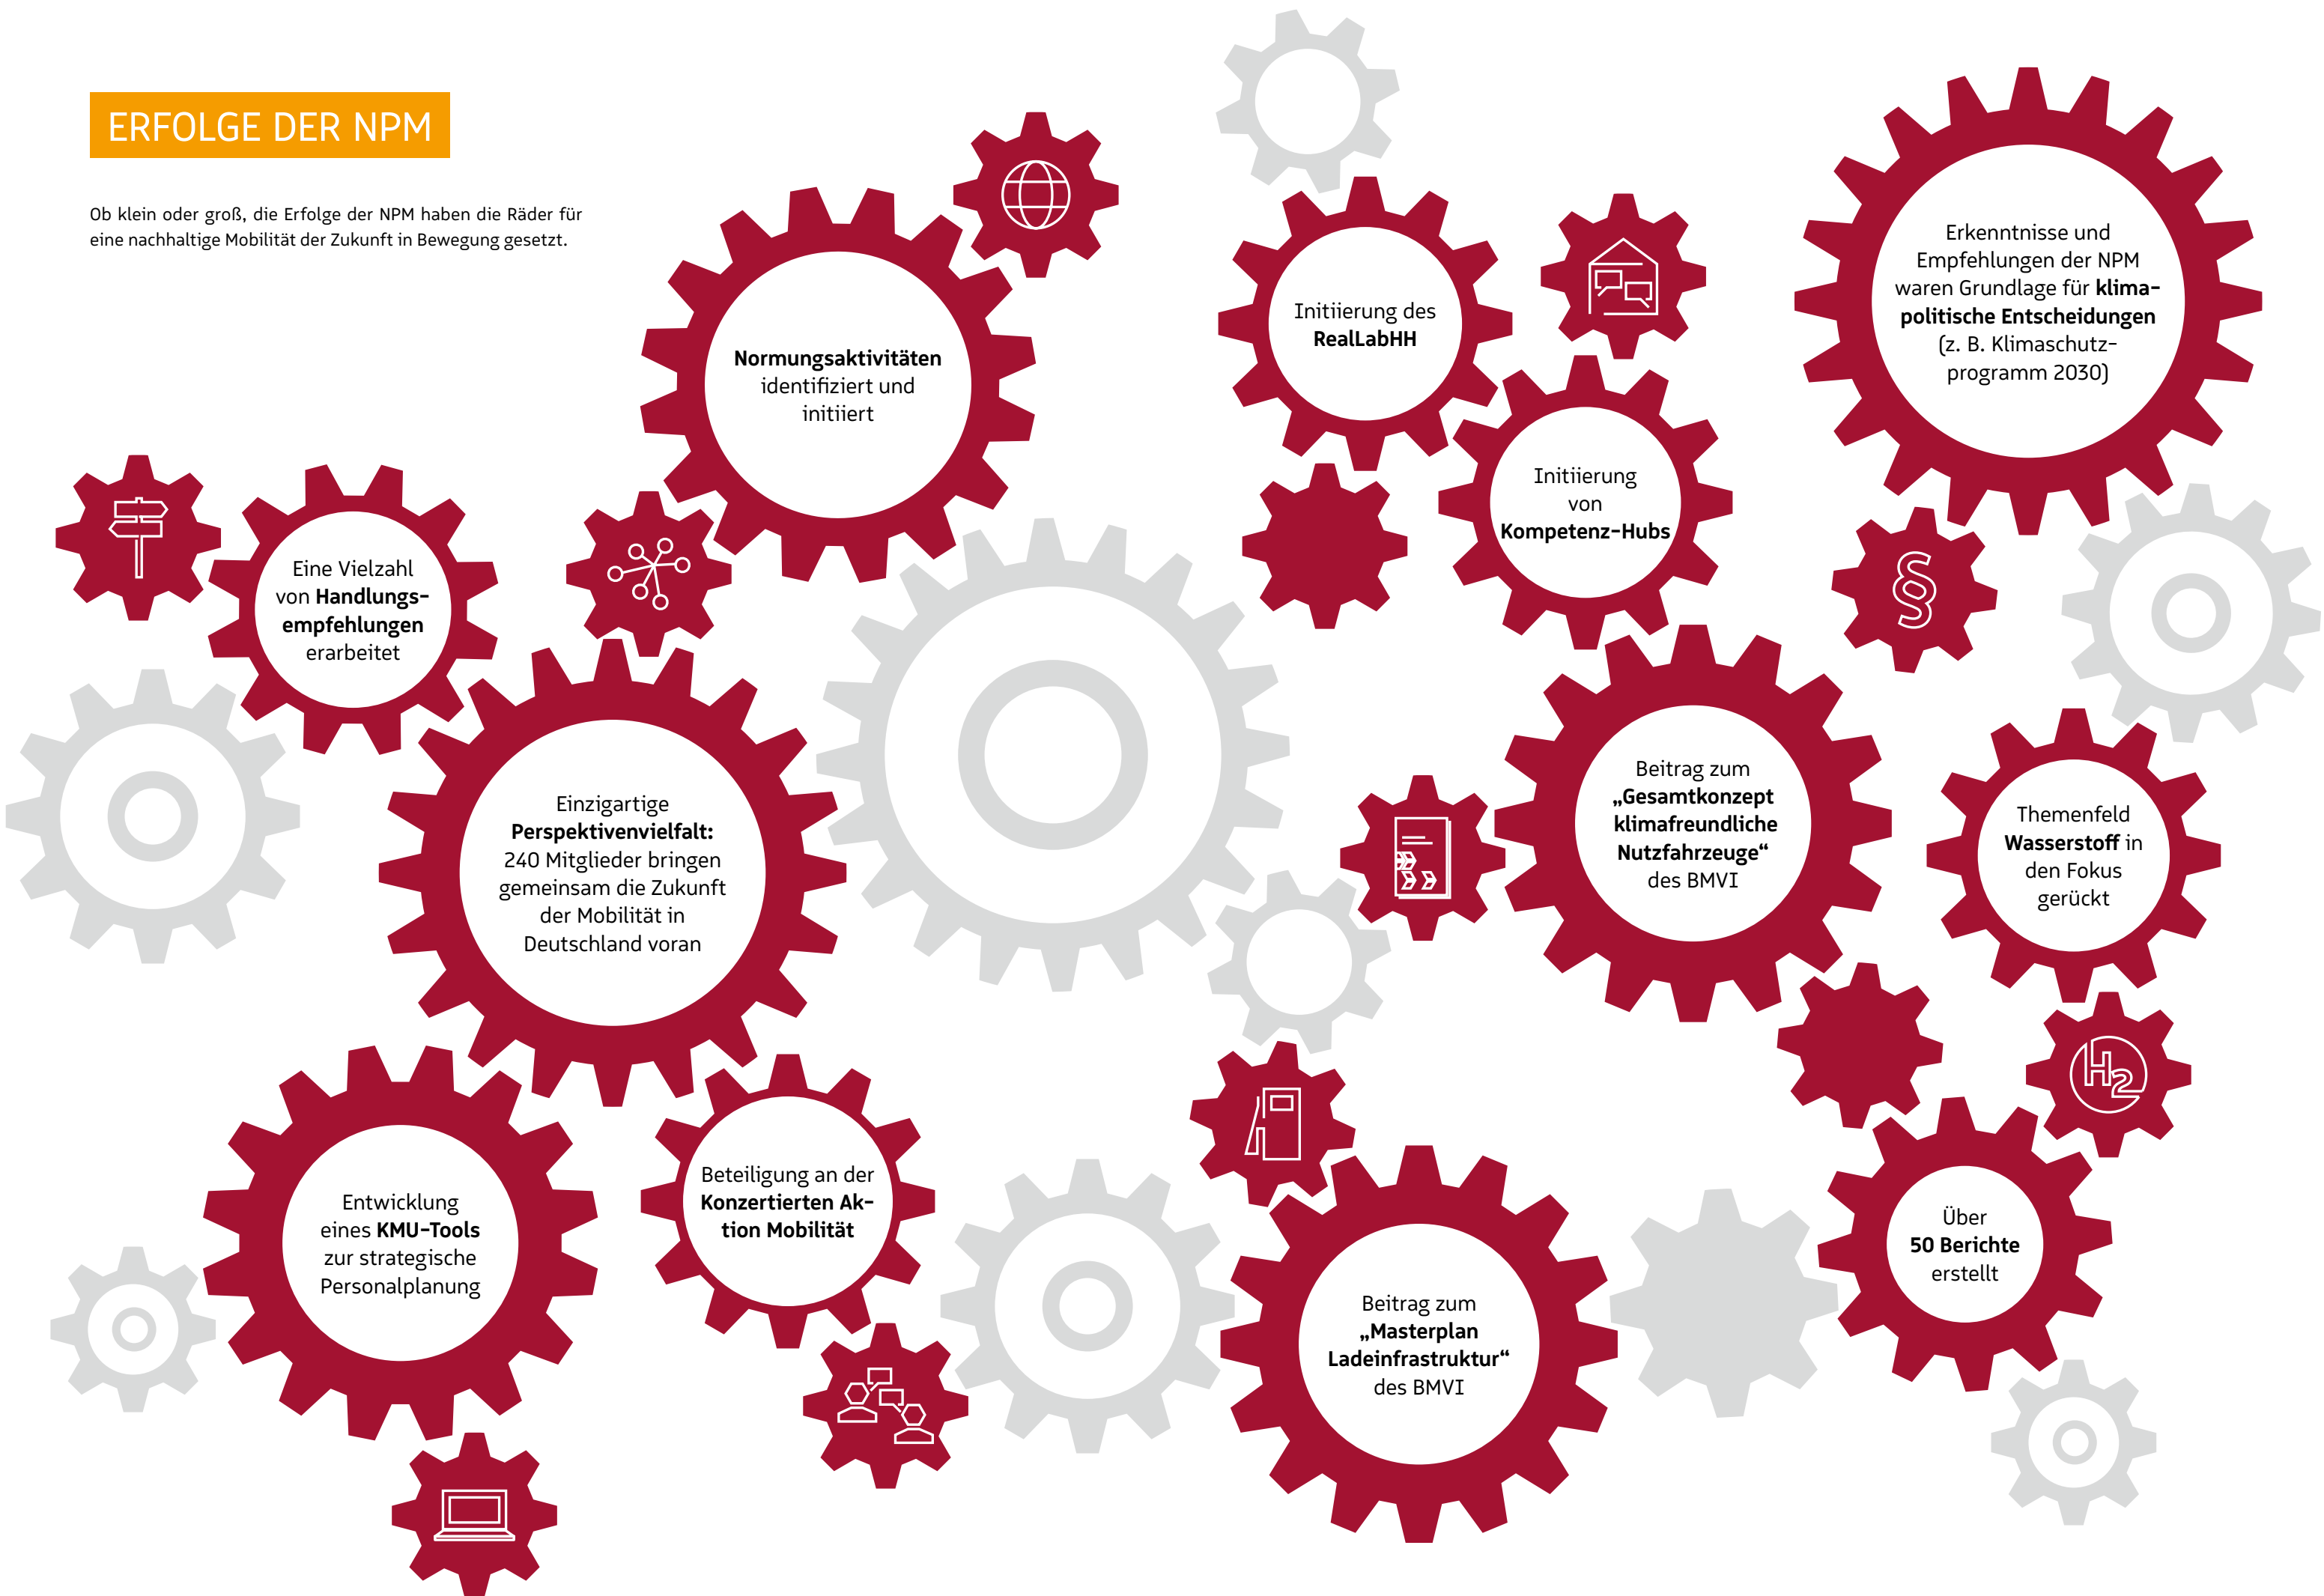 ERFOLGE DER NPM
Ob klein oder groß, die Erfolge der NPM haben die Räder für
eine nachhaltige Mobilität der Zukunft in Bewegung gesetzt.
Normungsaktivitäten
identifiziert und
initiiert
Initiierung des
RealLabHH
Erkenntnisse und
Empfehlungen der NPM
waren Grundlage für klima-
politische Entscheidungen
(z. B. Klimaschutz-
programm 2030)
Initiierung
von
Kompetenz-Hubs
§
Eine Vielzahl
von Handlungs-
empfehlungen
erarbeitet
Einzigartige
Perspektivenvielfalt:
240 Mitglieder bringen
gemeinsam die Zukunft
der Mobilität in
Deutschland voran
Beitrag zum
„Gesamtkonzept
klimafreundliche
Nutzfahrzeuge“
des BMVI
Themenfeld
Wasserstoff in
den Fokus
gerückt
H2
Entwicklung
eines KMU-Tools
zur strategische
Personalplanung
Beteiligung an der
Konzertierten Ak-
tion Mobilität
Beitrag zum
„Masterplan
Ladeinfrastruktur“
des BMVI
Über
50 Berichte
erstellt